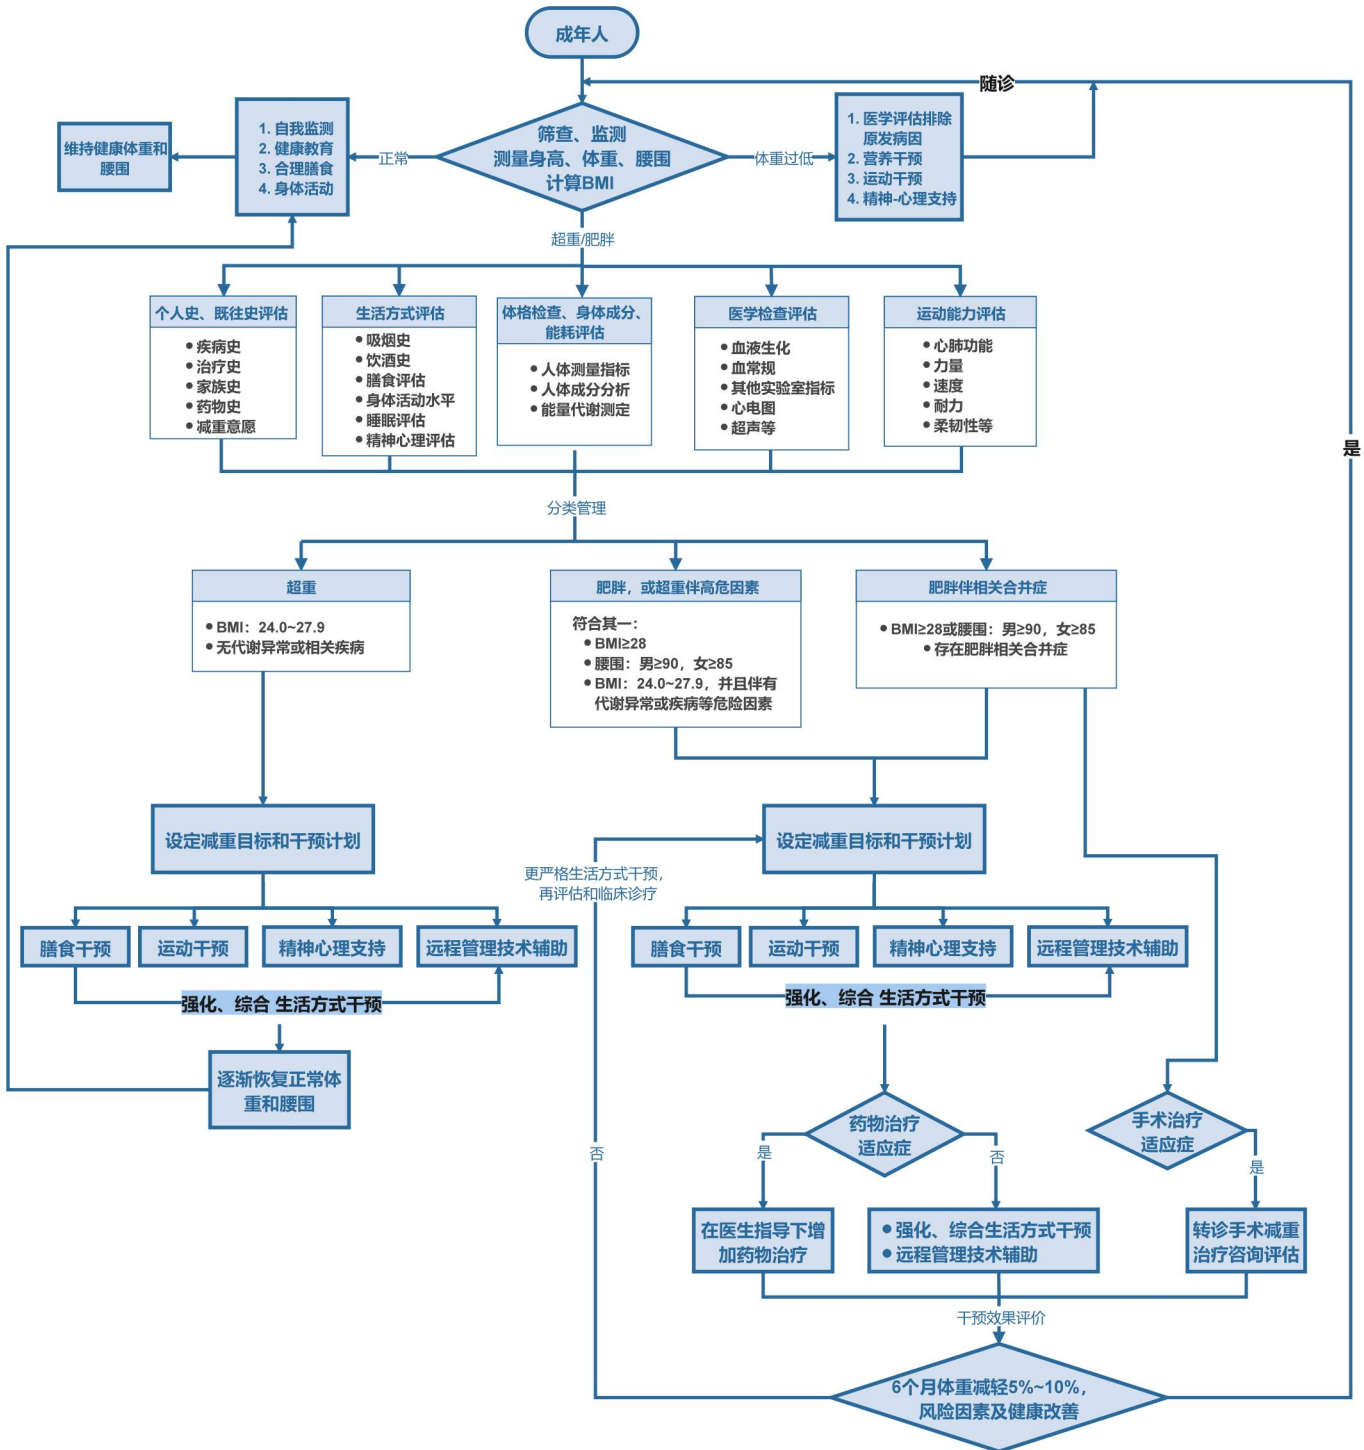 成年人
随诊
筛查、监测
测量身高、体重、腰围
计算BMI
正常
1. 自我监测
2. 健康教育
3. 合理膳食
4. 身体活动
维持健康体重和
腰围
体重过低
1. 医学评估排除
原发病因
2. 营养干预
3. 运动干预
4. 精神-心理支持
超重/肥胖
个人史、既往史评估
● 疾病史
● 治疗史
● 家族史
● 药物史
● 减重意愿
生活方式评估
● 吸烟史
● 饮酒史
● 膳食评估
● 身体活动水平
● 睡眠评估
● 精神心理评估
体格检查、身体成分、
能耗评估
● 人体测量指标
● 人体成分分析
● 能量代谢测定
医学检查评估
● 血液生化
● 血常规
● 其他实验室指标
● 心电图
● 超声等
运动能力评估
● 心肺功能
● 力量
● 速度
● 耐力
● 柔韧性等
是
分类管理
超重
● BMI：24.0~27.9
● 无代谢异常或相关疾病
肥胖，或超重伴高危因素
符合其一：
● BMI≥28
● 腰围：男≥90，女≥85
● BMI：24.0~27.9，并且伴有
代谢异常或疾病等危险因素
肥胖伴相关合并症
● BMI≥28或腰围：男≥90，女≥85
● 存在肥胖相关合并症
设定减重目标和干预计划
膳食干预
运动干预
精神心理支持
远程管理技术辅助
强化、综合 生活方式干预
逐渐恢复正常体
重和腰围
更严格生活方式干预，
再评估和临床诊疗
设定减重目标和干预计划
膳食干预
运动干预
精神心理支持
远程管理技术辅助
强化、综合 生活方式干预
药物治疗
适应症
手术治疗
适应症
是
否
是
否
在医生指导下增
加药物治疗
● 强化、综合生活方式干预
● 远程管理技术辅助
转诊手术减重
治疗咨询评估
干预效果评价
6个月体重减轻5%~10%，
风险因素及健康改善